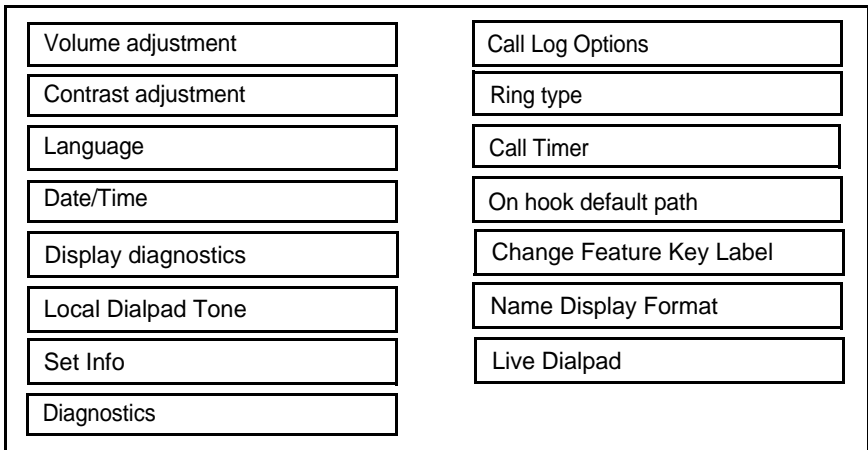 Volume adjustment
Contrast adjustment
Language
Date/Time
Display diagnostics
Local Dialpad Tone
Set Info
Diagnostics
Call Log Options
Ring type
Call Timer
On hook default path
Change Feature Key Label
Name Display Format
Live Dialpad